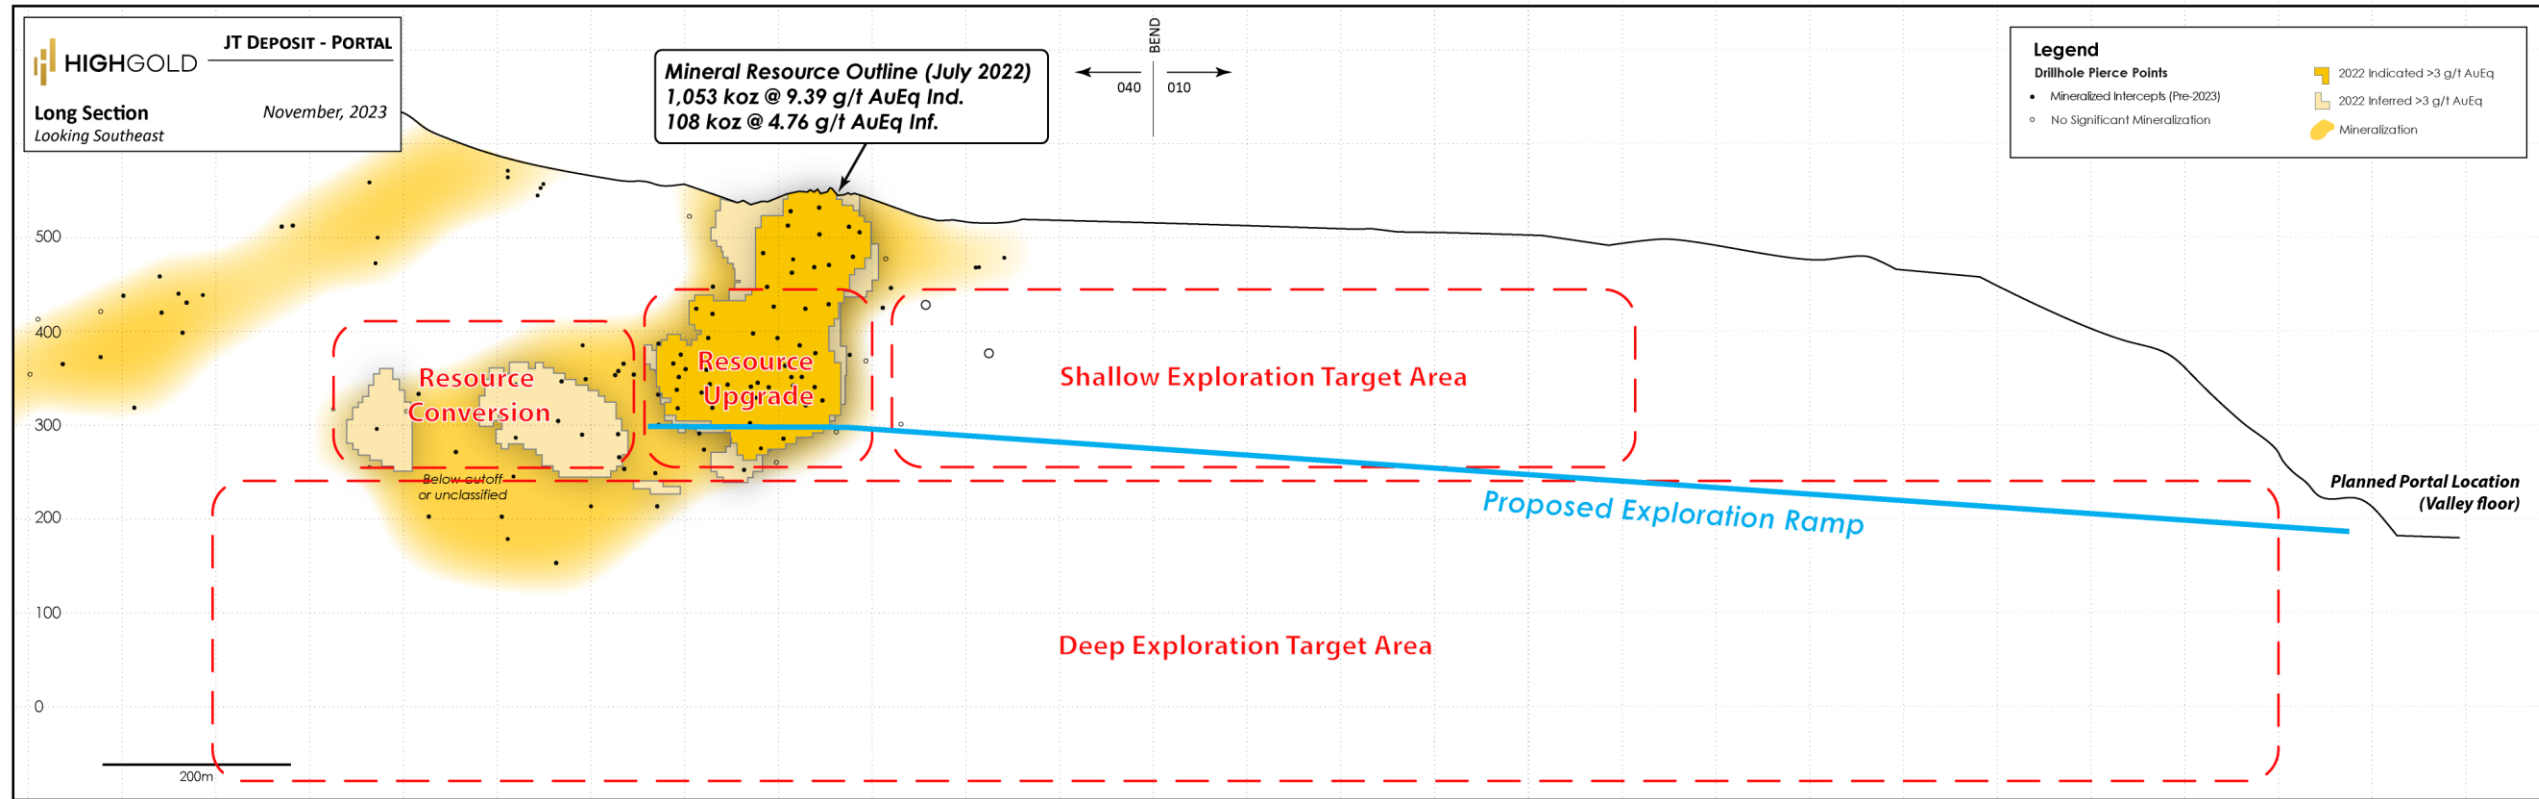 HIGHGOLD
JT DEPOSIT - PORTAL
Long Section
Looking Southeast
November, 2023
Mineral Resource Outline (July 2022)
1,053 koz @ 9.39 g/t AuEq Ind.
108 koz @ 4.76 g/t AuEq Inf.
BEND
040
010
Legend
Drillhole Pierce Points
Mineralized Intercepts (Pre-2023)
No Significant Mineralization
2022 Indicated >3 g/t AuEq
2022 Inferred >3 g/t AuEq
Mineralization
500
400
300
200
100
0
Resource
Conversion
Resource
Upgrade
Shallow Exploration Target Area
Below cutoff
or unclassified
Proposed Exploration Ramp
Planned Portal Location
(Valley floor)
Deep Exploration Target Area
200m